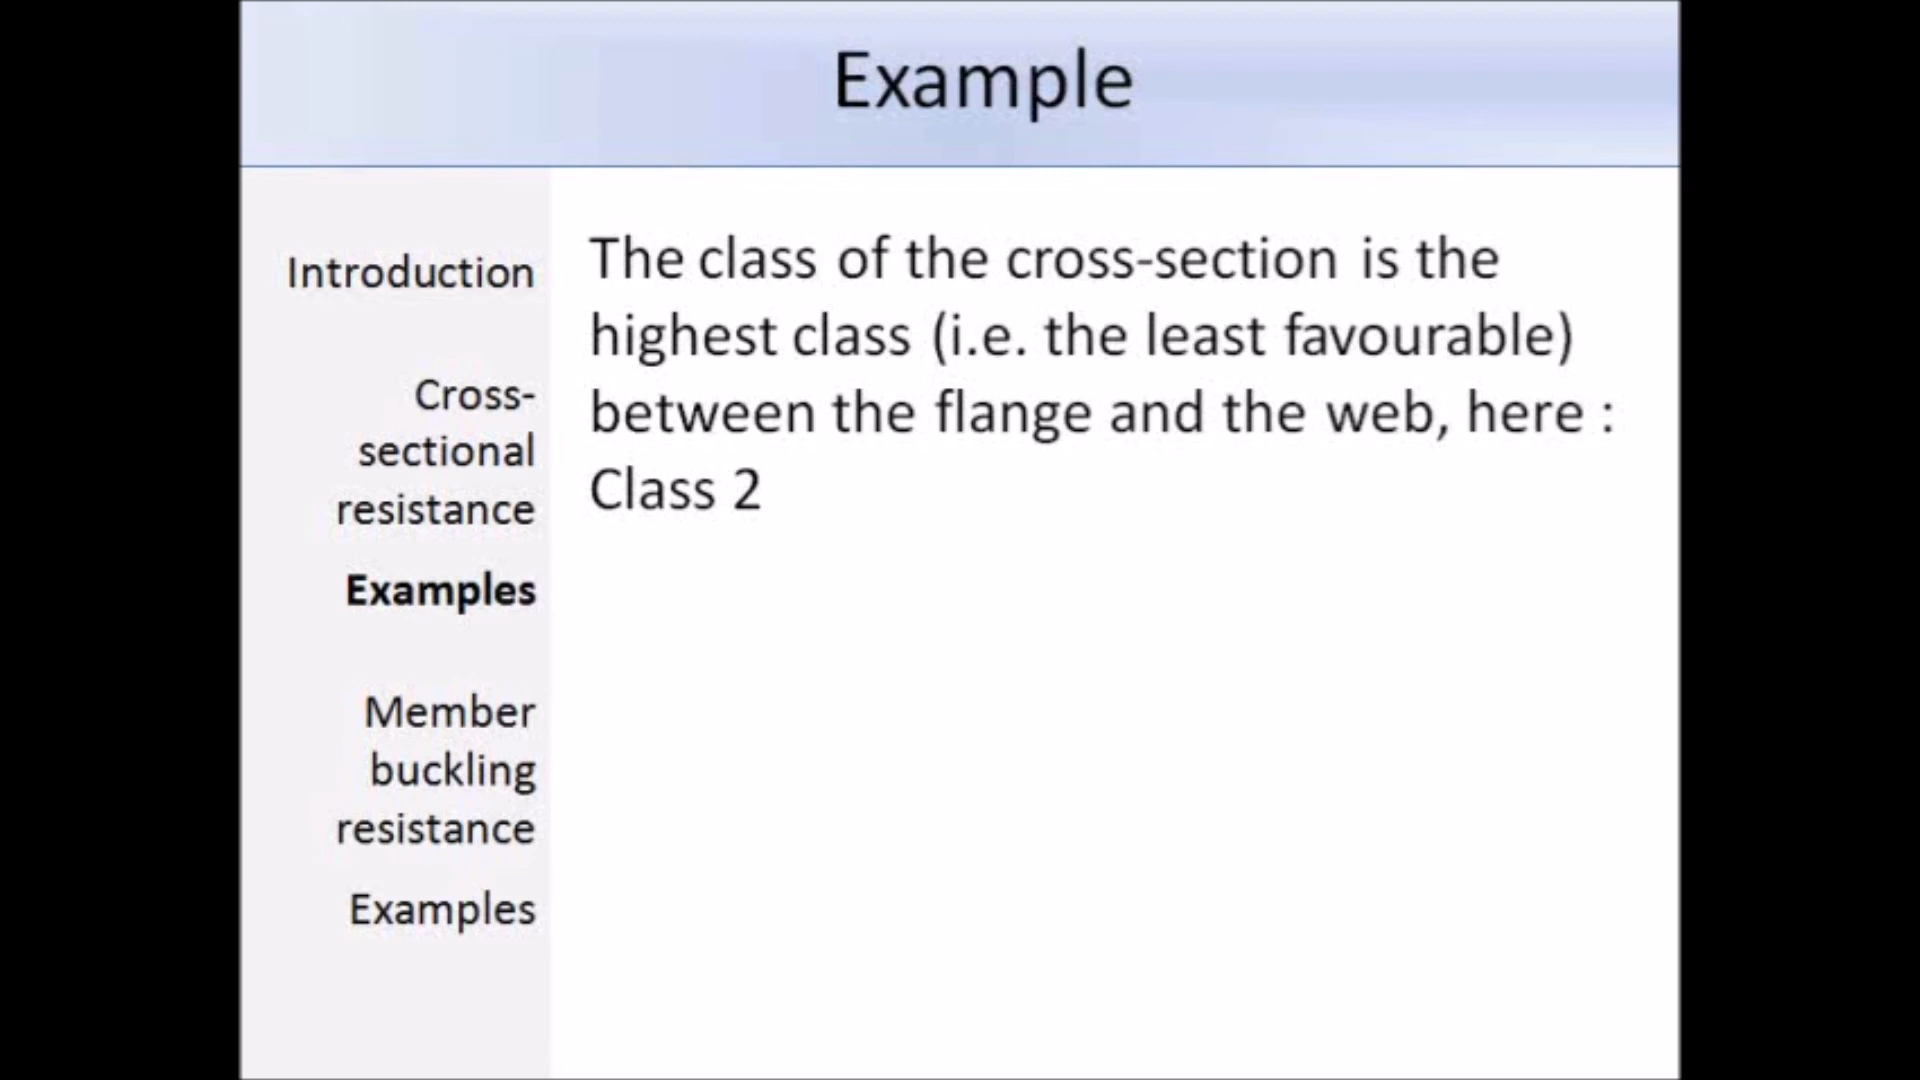 Example
Introduction
Cross-
sectional
resistance
Examples
Member
buckling
resistance
Examples
The class of the cross-section is the
highest class (i.e. the least favourable)
between the flange and the web, here :
Class 2